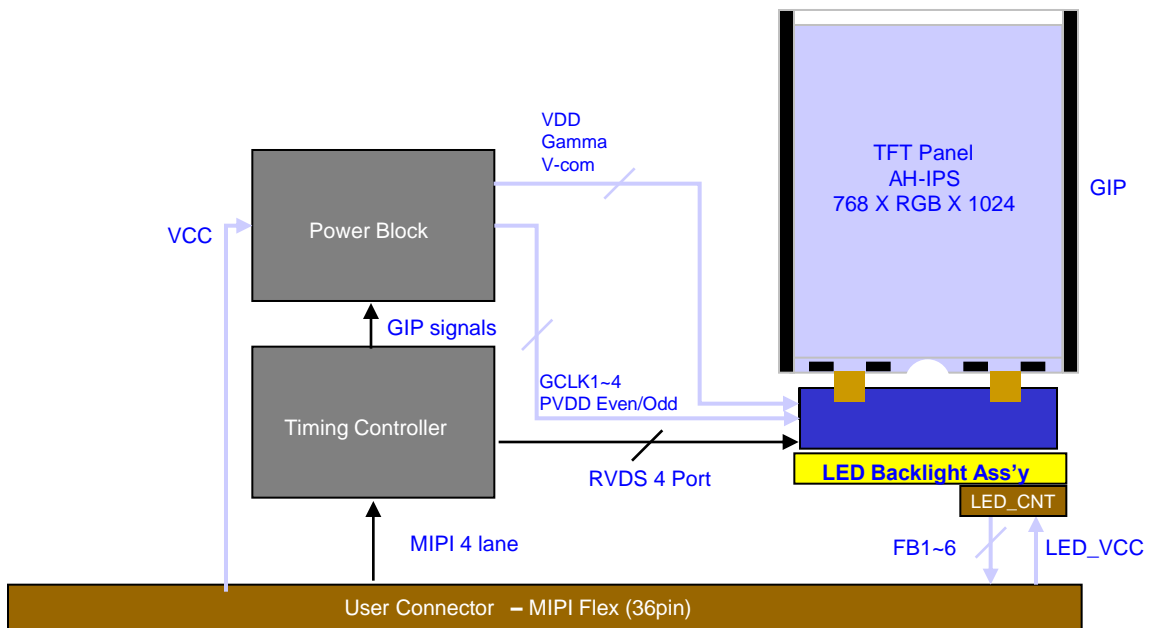 VDD
Gamma
V-com
TFT Panel
AH-IPS
768 X RGB X 1024
GIP
VCC
Power Block
GIP signals
GCLK1~4
PVDD Even/Odd
Timing Controller
RVDS 4 Port
LED Backlight Ass'y
LED_CNT
MIPI 4 lane
FB1~6
LED_VCC
User Connector – MIPI Flex (36pin)